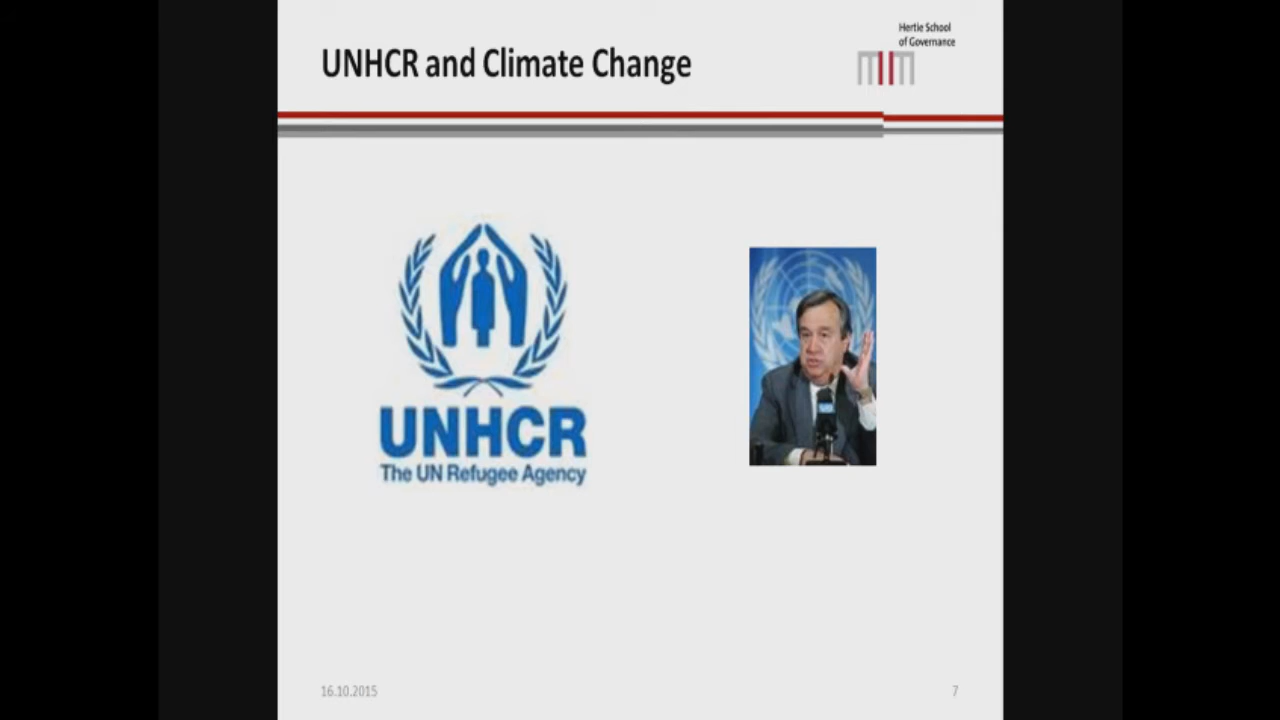 UNHCR and Climate Change
Hertie School
of Governance
UNHCR
The UN Refugee Agency
16.10.2015
7